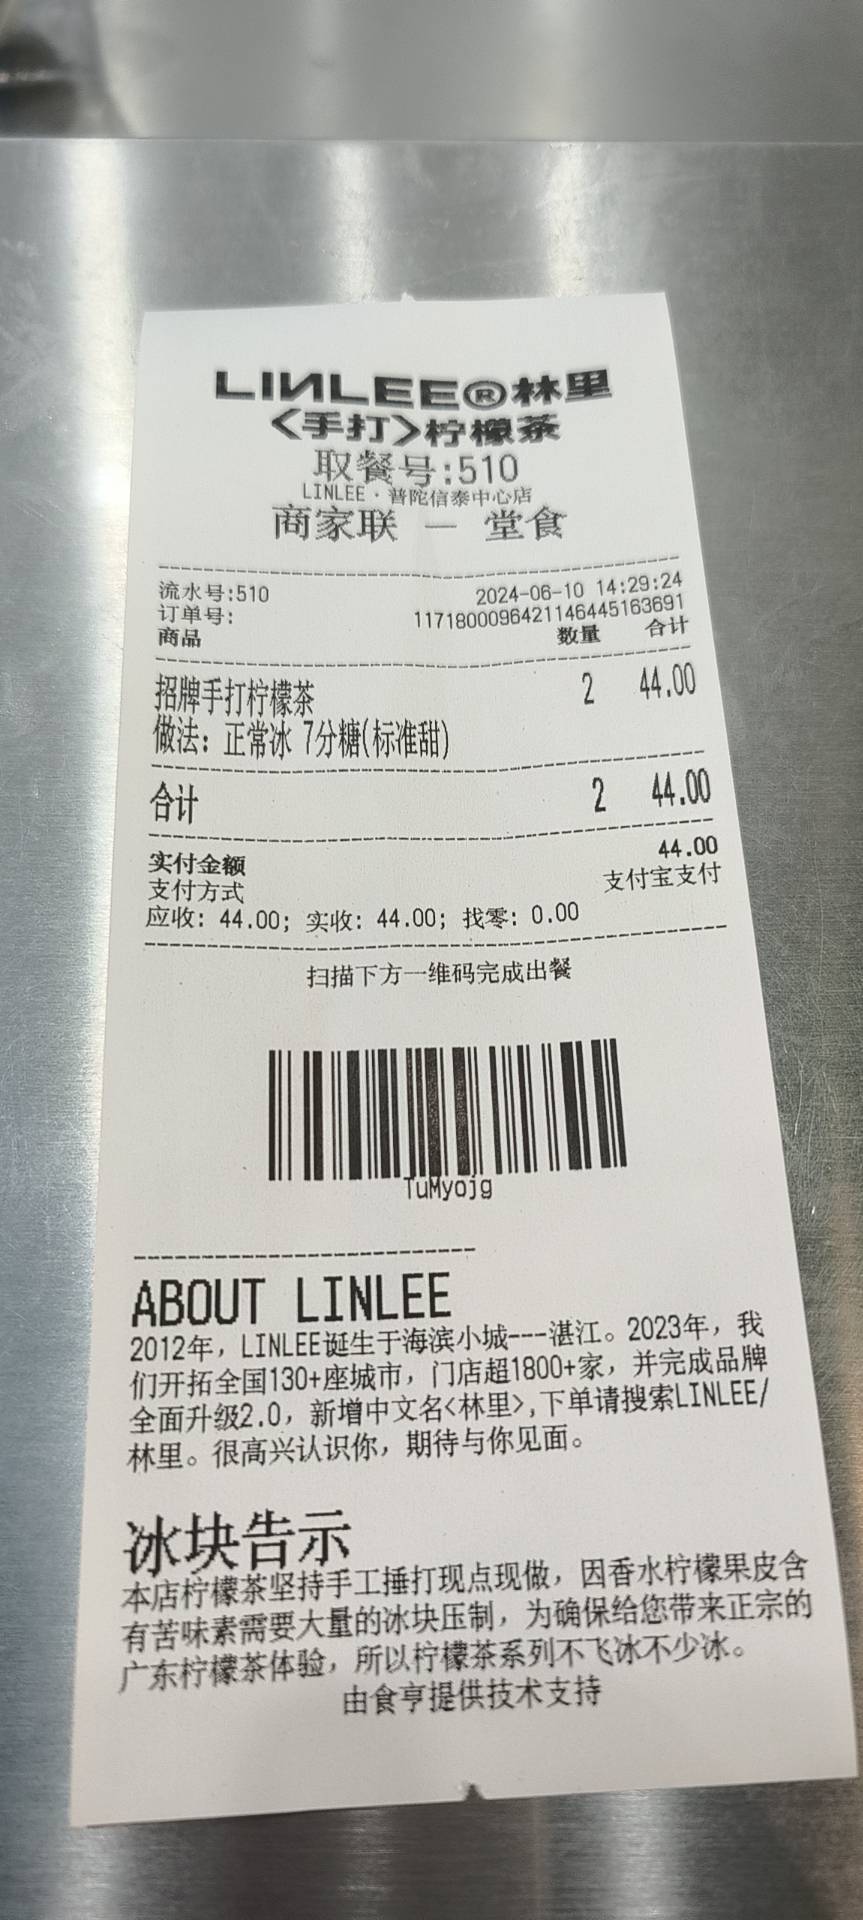 LINLEE®林里
<手打>柠檬茶
取餐号:510
LINLEE·普陀信泰中心店
商家联 — 堂食
流水号:510 2024-06-10 14:29:24
订单号: 1171800096421146445163691
商品 数量 合计
招牌手打柠檬茶 2 44.00
做法: 正常冰 7分糖(标准甜)
合计 2 44.00
实付金额 44.00
支付方式 支付宝支付
应收: 44.00; 实收: 44.00; 找零: 0.00
扫描下方一维码完成出餐
TuMyojg
ABOUT LINLEE
2012年，LINLEE诞生于海滨小城---湛江。2023年，我
们开拓全国130+座城市，门店超1800+家，并完成品牌
全面升级2.0，新增中文名<林里>,下单请搜索LINLEE/
林里。很高兴认识你，期待与你见面。
冰块告示
本店柠檬茶坚持手工捶打现点现做，因香水柠檬果皮含
有苦味素需要大量的冰块压制，为确保给您带来正宗的
广东柠檬茶体验，所以柠檬茶系列不飞冰不少冰。
由食亨提供技术支持